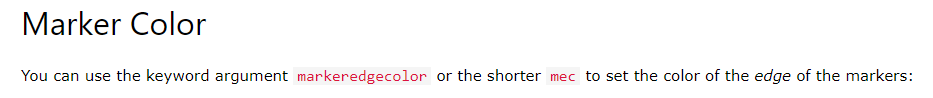 Marker Color
You can use the keyword argument markeredgecolor or the shorter mec to set the color of the edge of the markers: